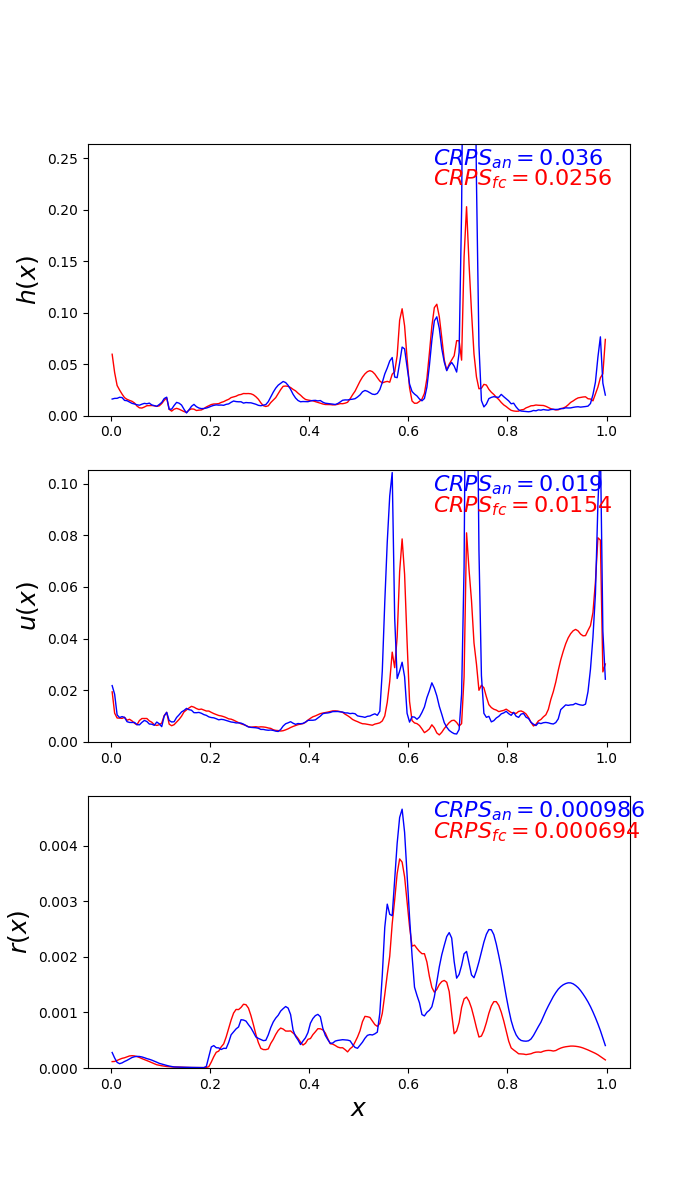 CRPS_an = 0.036
CRPS_fc = 0.0256
h(x)
0.25
0.20
0.15
0.10
0.05
0.00
0.0 0.2 0.4 0.6 0.8 1.0
CRPS_an = 0.019
CRPS_fc = 0.0154
u(x)
0.10
0.08
0.06
0.04
0.02
0.00
0.0 0.2 0.4 0.6 0.8 1.0
CRPS_an = 0.000986
CRPS_fc = 0.000694
r(x)
0.004
0.003
0.002
0.001
0.000
0.0 0.2 0.4 0.6 0.8 1.0
x